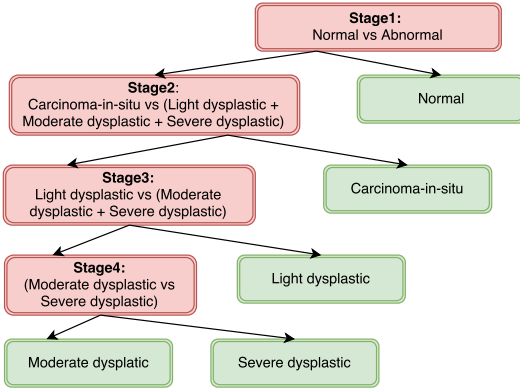 Stage1:
Normal vs Abnormal
Stage2:
Carcinoma-in-situ vs (Light dysplastic +
Moderate dysplastic + Severe dysplastic)
Normal
Stage3:
Light dysplastic vs (Moderate
dysplastic + Severe dysplastic)
Carcinoma-in-situ
Stage4:
(Moderate dysplastic vs
Severe dysplastic)
Light dysplastic
Moderate dysplatic
Severe dysplastic